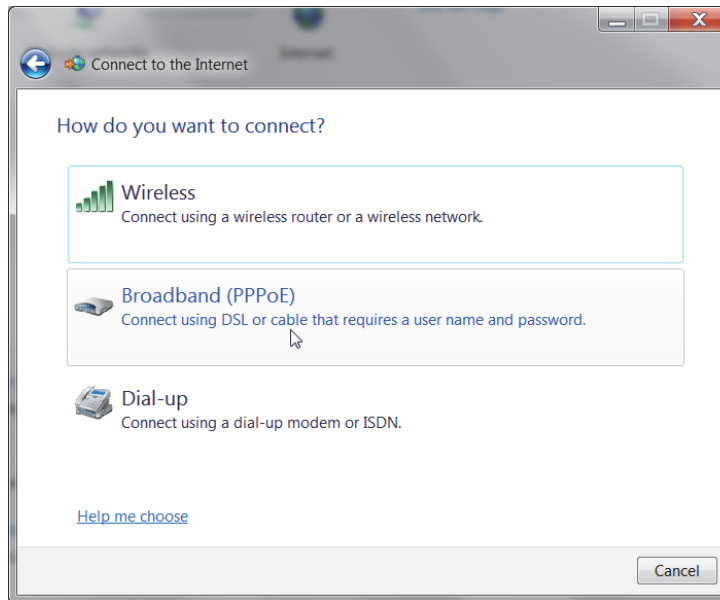 Connect to the Internet
How do you want to connect?
Wireless
Connect using a wireless router or a wireless network.
Broadband (PPPoE)
Connect using DSL or cable that requires a user name and password.
Dial-up
Connect using a dial-up modem or ISDN.
Help me choose
Cancel